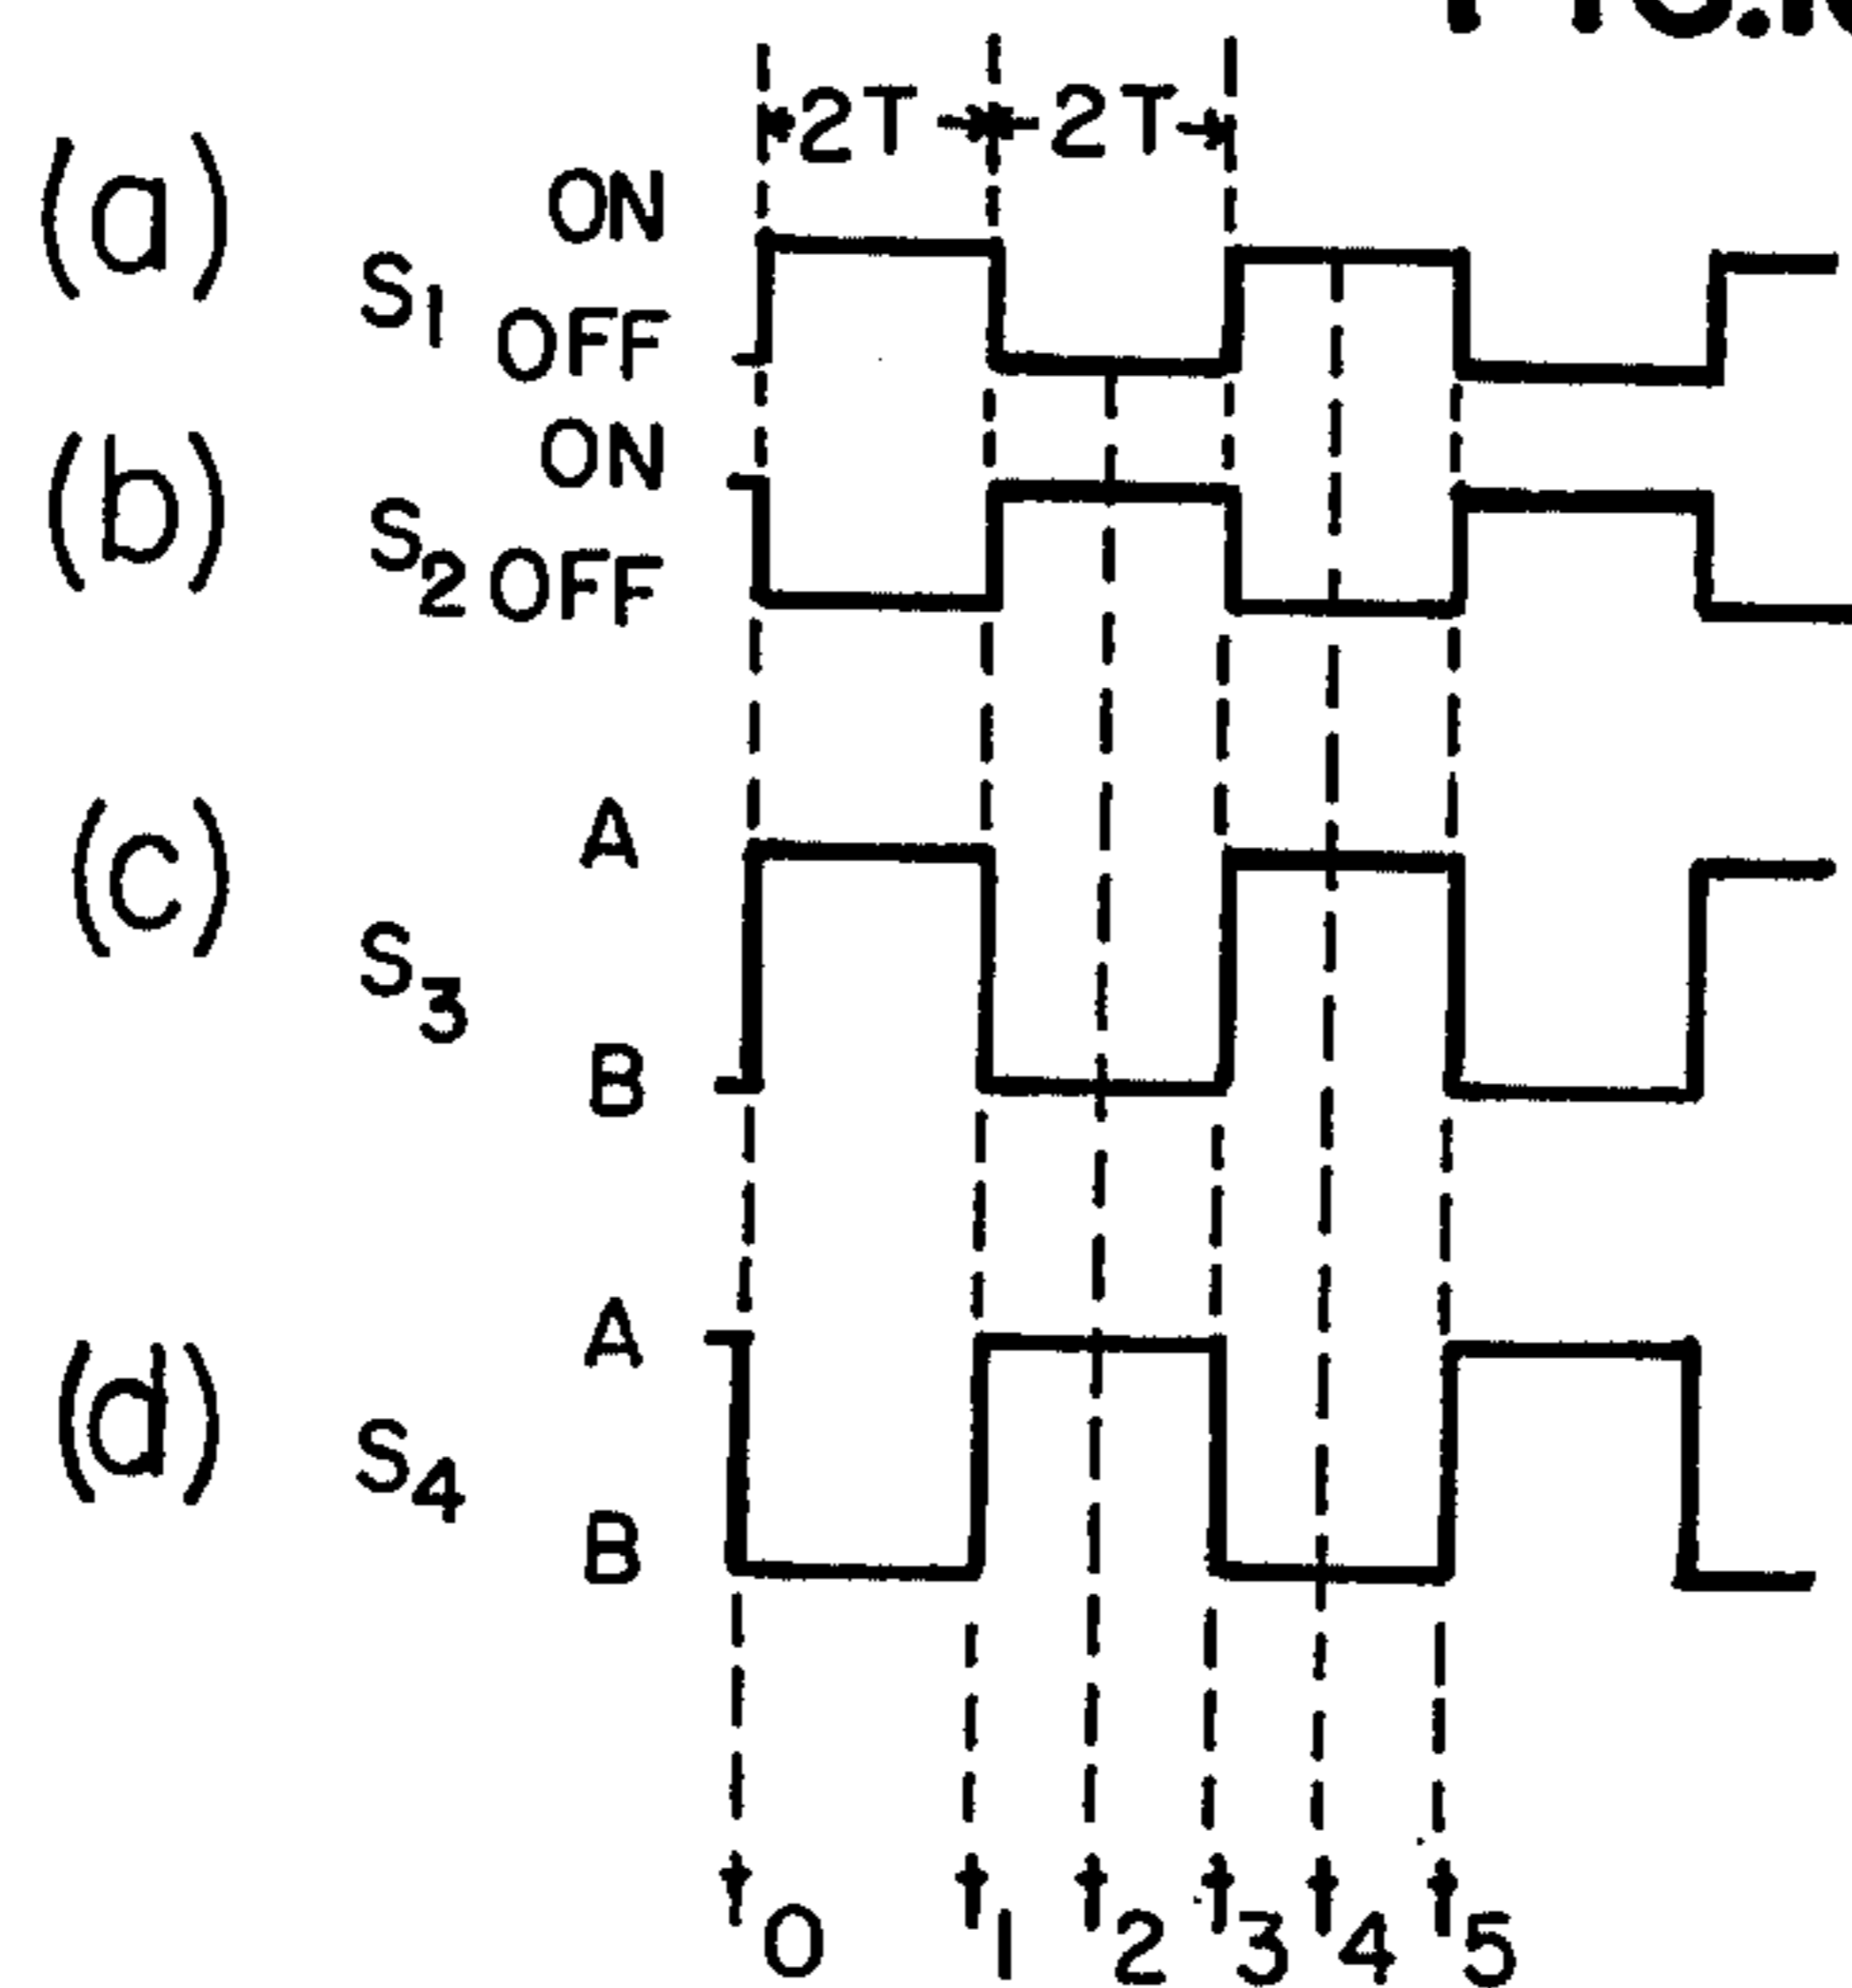 2T 2T
(a) S1 ON
OFF
(b) S2 ON
OFF
(c) S3 A
B
(d) S4 A
B
t0 t1 t2 t3 t4 t5